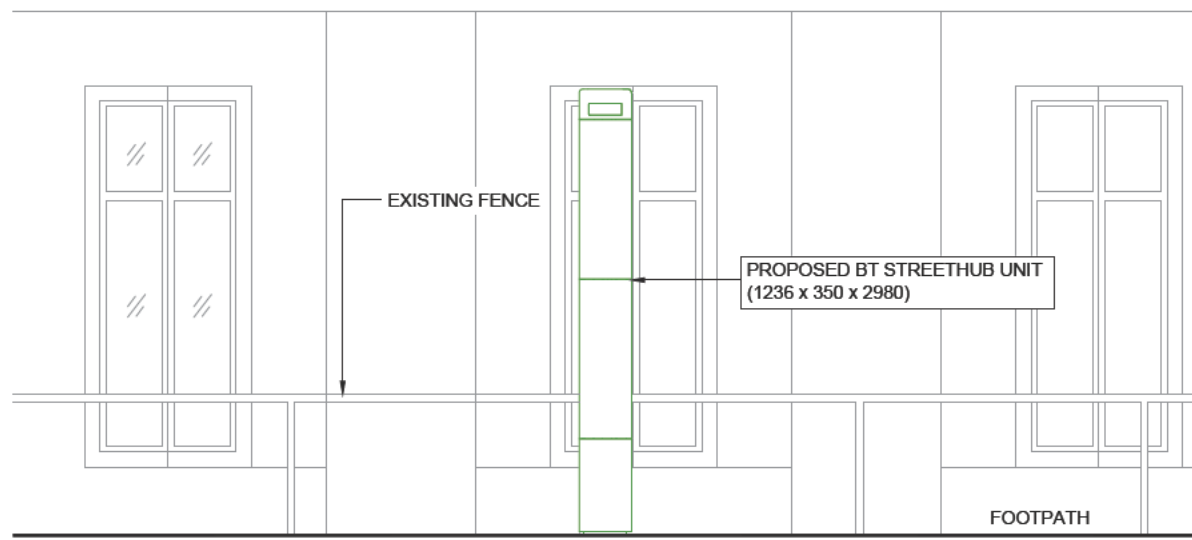 EXISTING FENCE
PROPOSED BT STREETHUB UNIT
(1236 x 350 x 2980)
FOOTPATH